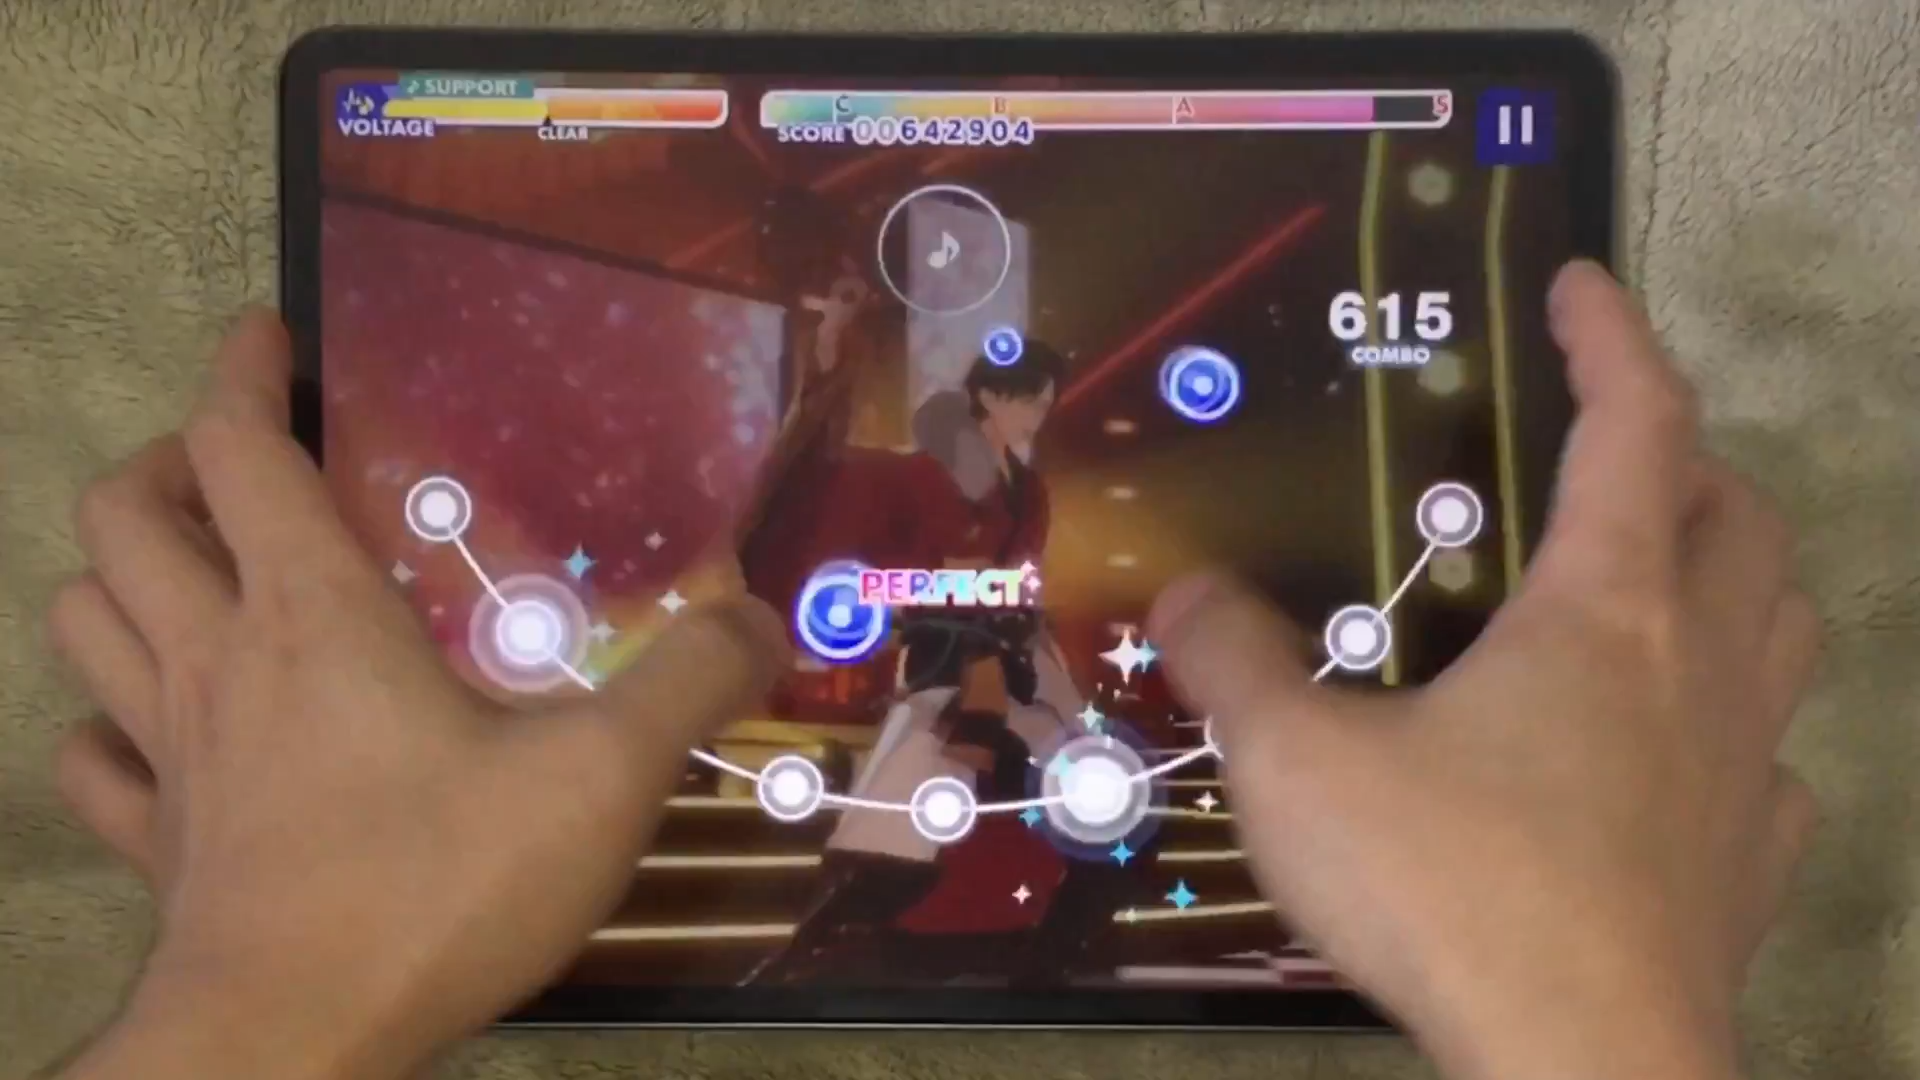 ♪ SUPPORT
VOLTAGE
CLEAR
C B A S
SCORE 00642904
615
COMBO
PERFECT